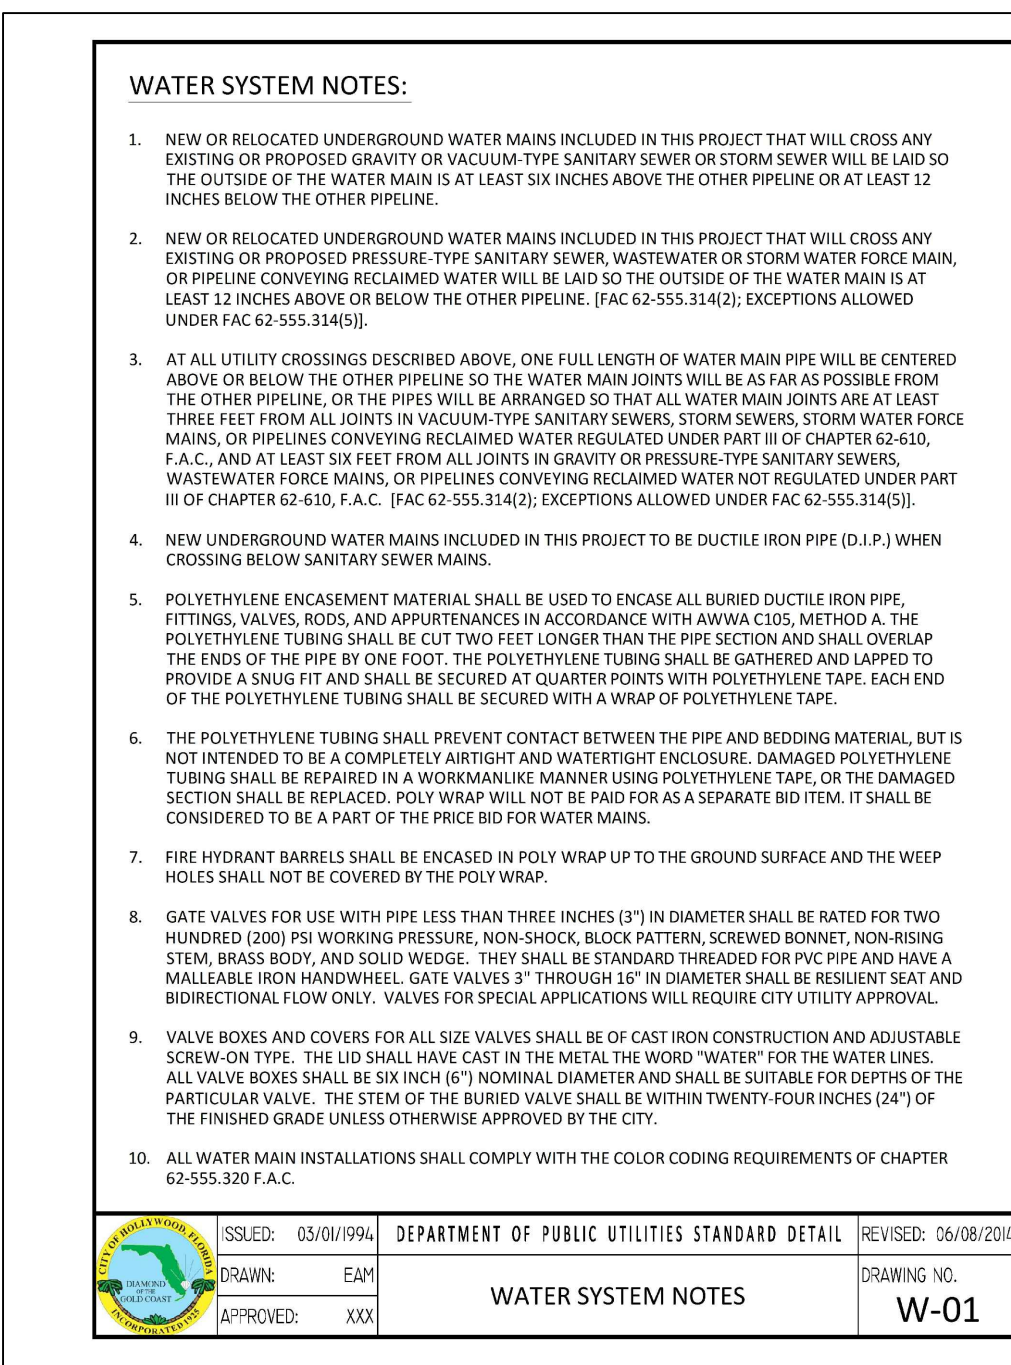 WATER SYSTEM NOTES:
1. NEW OR RELOCATED UNDERGROUND WATER MAINS INCLUDED IN THIS PROJECT THAT WILL CROSS ANY
EXISTING OR PROPOSED GRAVITY OR VACUUM-TYPE SANITARY SEWER OR STORM SEWER WILL BE LAID SO
THE OUTSIDE OF THE WATER MAIN IS AT LEAST SIX INCHES ABOVE THE OTHER PIPELINE OR AT LEAST 12
INCHES BELOW THE OTHER PIPELINE.
2. NEW OR RELOCATED UNDERGROUND WATER MAINS INCLUDED IN THIS PROJECT THAT WILL CROSS ANY
EXISTING OR PROPOSED PRESSURE-TYPE SANITARY SEWER, WASTEWATER OR STORM WATER FORCE MAIN,
OR PIPELINE CONVEYING RECLAIMED WATER WILL BE LAID SO THE OUTSIDE OF THE WATER MAIN IS AT
LEAST 12 INCHES ABOVE OR BELOW THE OTHER PIPELINE. [FAC 62-555.314(2); EXCEPTIONS ALLOWED
UNDER FAC 62-555.314(5)].
3. AT ALL UTILITY CROSSINGS DESCRIBED ABOVE, ONE FULL LENGTH OF WATER MAIN PIPE WILL BE CENTERED
ABOVE OR BELOW THE OTHER PIPELINE SO THE WATER MAIN JOINTS WILL BE AS FAR AS POSSIBLE FROM
THE OTHER PIPELINE, OR THE PIPES WILL BE ARRANGED SO THAT ALL WATER MAIN JOINTS ARE AT LEAST
THREE FEET FROM ALL JOINTS IN VACUUM-TYPE SANITARY SEWERS, STORM SEWERS, STORM WATER FORCE
MAINS, OR PIPELINES CONVEYING RECLAIMED WATER REGULATED UNDER PART III OF CHAPTER 62-610,
F.A.C., AND AT LEAST SIX FEET FROM ALL JOINTS IN GRAVITY OR PRESSURE-TYPE SANITARY SEWERS,
WASTEWATER FORCE MAINS, OR PIPELINES CONVEYING RECLAIMED WATER NOT REGULATED UNDER PART
III OF CHAPTER 62-610, F.A.C. [FAC 62-555.314(2); EXCEPTIONS ALLOWED UNDER FAC 62-555.314(5)].
4. NEW UNDERGROUND WATER MAINS INCLUDED IN THIS PROJECT TO BE DUCTILE IRON PIPE (D.I.P.) WHEN
CROSSING BELOW SANITARY SEWER MAINS.
5. POLYETHYLENE ENCASEMENT MATERIAL SHALL BE USED TO ENCASE ALL BURIED DUCTILE IRON PIPE,
FITTINGS, VALVES, RODS, AND APPURTENANCES IN ACCORDANCE WITH AWWA C105, METHOD A. THE
POLYETHYLENE TUBING SHALL BE CUT TWO FEET LONGER THAN THE PIPE SECTION AND SHALL OVERLAP
THE ENDS OF THE PIPE BY ONE FOOT. THE POLYETHYLENE TUBING SHALL BE GATHERED AND LAPPED TO
PROVIDE A SNUG FIT AND SHALL BE SECURED AT QUARTER POINTS WITH POLYETHYLENE TAPE. EACH END
OF THE POLYETHYLENE TUBING SHALL BE SECURED WITH A WRAP OF POLYETHYLENE TAPE.
6. THE POLYETHYLENE TUBING SHALL PREVENT CONTACT BETWEEN THE PIPE AND BEDDING MATERIAL, BUT IS
NOT INTENDED TO BE A COMPLETELY AIRTIGHT AND WATERTIGHT ENCLOSURE. DAMAGED POLYETHYLENE
TUBING SHALL BE REPAIRED IN A WORKMANLIKE MANNER USING POLYETHYLENE TAPE, OR THE DAMAGED
SECTION SHALL BE REPLACED. POLY WRAP WILL NOT BE PAID FOR AS A SEPARATE BID ITEM. IT SHALL BE
CONSIDERED TO BE A PART OF THE PRICE BID FOR WATER MAINS.
7. FIRE HYDRANT BARRELS SHALL BE ENCASED IN POLY WRAP UP TO THE GROUND SURFACE AND THE WEEP
HOLES SHALL NOT BE COVERED BY THE POLY WRAP.
8. GATE VALVES FOR USE WITH PIPE LESS THAN THREE INCHES (3") IN DIAMETER SHALL BE RATED FOR TWO
HUNDRED (200) PSI WORKING PRESSURE, NON-SHOCK, BLOCK PATTERN, SCREWED BONNET, NON-RISING
STEM, BRASS BODY, AND SOLID WEDGE. THEY SHALL BE STANDARD THREADED FOR PVC PIPE AND HAVE A
MALLEABLE IRON HANDWHEEL. GATE VALVES 3" THROUGH 16" IN DIAMETER SHALL BE RESILIENT SEAT AND
BIDIRECTIONAL FLOW ONLY. VALVES FOR SPECIAL APPLICATIONS WILL REQUIRE CITY UTILITY APPROVAL.
9. VALVE BOXES AND COVERS FOR ALL SIZE VALVES SHALL BE OF CAST IRON CONSTRUCTION AND ADJUSTABLE
SCREW-ON TYPE. THE LID SHALL HAVE CAST IN THE METAL THE WORD "WATER" FOR THE WATER LINES.
ALL VALVE BOXES SHALL BE SIX INCH (6") NOMINAL DIAMETER AND SHALL BE SUITABLE FOR DEPTHS OF THE
PARTICULAR VALVE. THE STEM OF THE BURIED VALVE SHALL BE WITHIN TWENTY-FOUR INCHES (24") OF
THE FINISHED GRADE UNLESS OTHERWISE APPROVED BY THE CITY.
10. ALL WATER MAIN INSTALLATIONS SHALL COMPLY WITH THE COLOR CODING REQUIREMENTS OF CHAPTER
62-555.320 F.A.C.
CITY OF HOLLYWOOD, FLORIDA
DIAMOND
OF THE
GOLD COAST
INCORPORATED 1925
ISSUED: 03/01/1994
DRAWN: EAM
APPROVED: XXX
DEPARTMENT OF PUBLIC UTILITIES STANDARD DETAIL
WATER SYSTEM NOTES
REVISED: 06/08/2014
DRAWING NO.
W-01